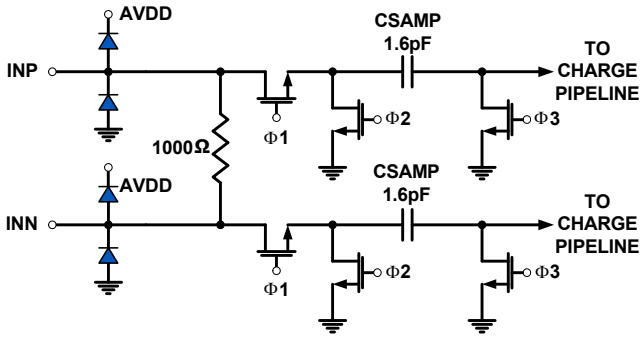 AVDD
CSAMP
1.6pF
TO
CHARGE
PIPELINE
INP
Φ1
Φ2
Φ3
1000Ω
AVDD
CSAMP
1.6pF
TO
CHARGE
PIPELINE
INN
Φ1
Φ2
Φ3